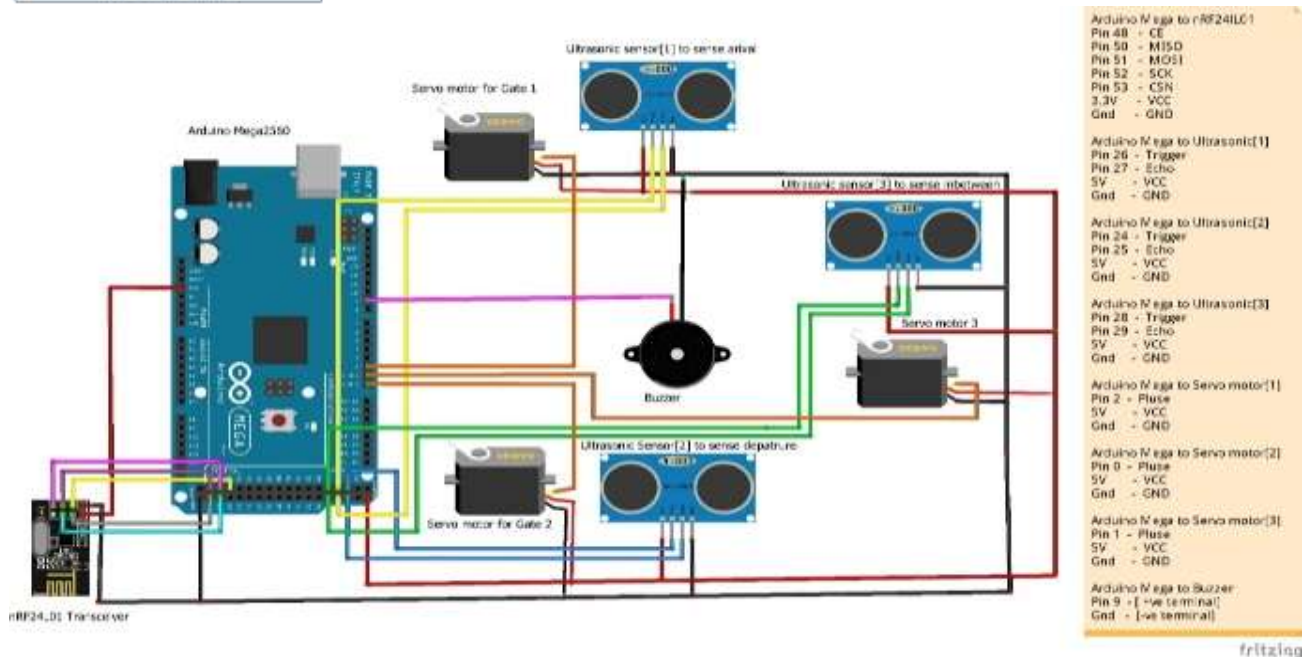 Ultrasonic sensor[1] to sense arival
Servo motor for Gate 1
Arduino Mega2560
Ultrasonic sensor[3] to sense inbetween
Servo motor 3
Buzzer
Ultrasonic Sensor[2] to sense depatrure
Servo motor for Gate 2
Transceiver
MEGA
Arduino Mega to nRF24lL01
Pin 48 - CE
Pin 50 - MISO
Pin 51 - MOSI
Pin 52 - SCK
Pin 53 - CSN
3.3V - VCC
Gnd - GND
Arduino Mega to Ultrasonic[1]
Pin 26 - Trigger
Pin 27 - Echo
5V - VCC
Gnd - GND
Arduino Mega to Ultrasonic[2]
Pin 24 - Trigger
Pin 25 - Echo
5V - VCC
Gnd - GND
Arduino Mega to Ultrasonic[3]
Pin 28 - Trigger
Pin 29 - Echo
5V - VCC
Gnd - GND
Arduino Mega to Servo motor[1]
Pin 2 - Pluse
5V - VCC
Gnd - GND
Arduino Mega to Servo motor[2]
Pin 0 - Pluse
5V - VCC
Gnd - GND
Arduino Mega to Servo motor[3]
Pin 1 - Pluse
5V - VCC
Gnd - GND
Arduino Mega to Buzzer
Pin 9 - [ +ve terminal]
Gnd - [-ve terminal]
fritzing